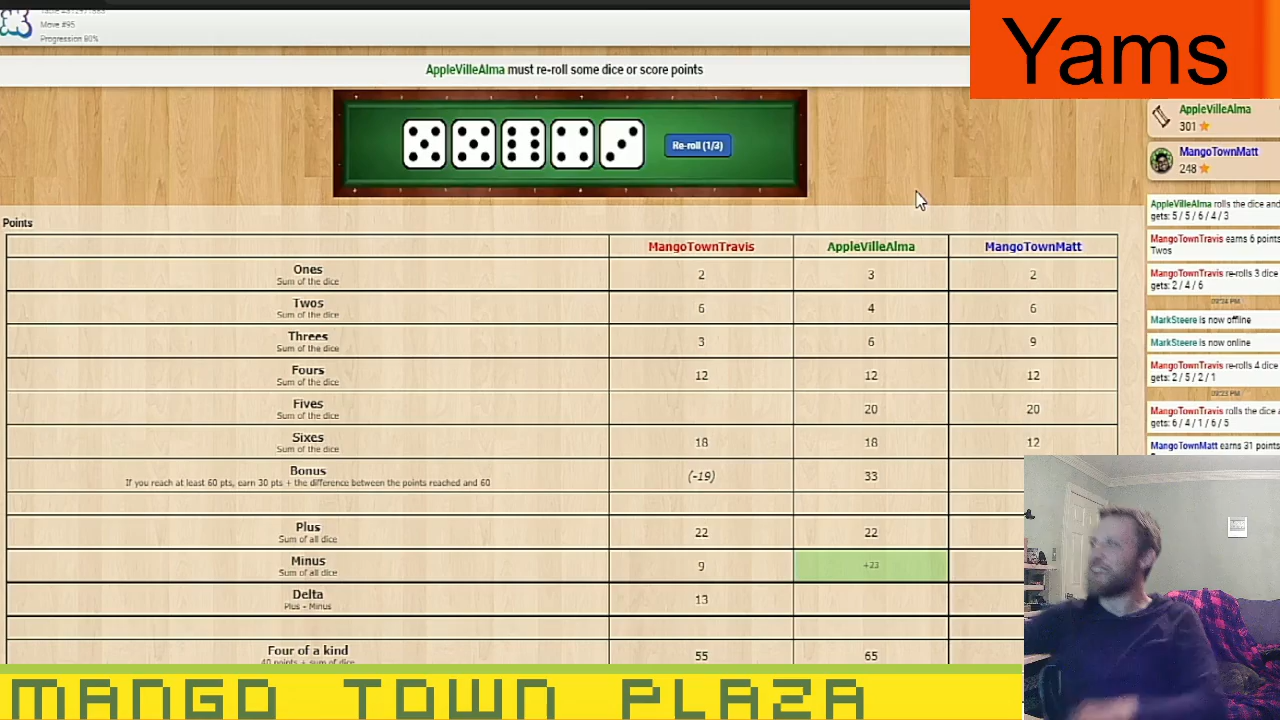 Move #95
Progression 80%
Yams
AppleVilleAlma must re-roll some dice or score points
Re-roll (1/3)
AppleVilleAlma
301
MangoTownMatt
248
AppleVilleAlma rolls the dice and
gets: 5 / 5 / 6 / 4 / 3
MangoTownTravis earns 6 points
Twos
MangoTownTravis re-rolls 3 dice
gets: 2 / 4 / 6
MarkSteere is now offline
MarkSteere is now online
MangoTownTravis re-rolls 4 dice
gets: 2 / 5 / 2 / 1
09:23 PM
MangoTownTravis rolls the dice a
gets: 6 / 4 / 1 / 6 / 5
MangoTownMatt earns 31 points
Points
MangoTownTravis AppleVilleAlma MangoTownMatt
Ones 2 3 2
Sum of the dice
Twos 6 4 6
Sum of the dice
Threes 3 6 9
Sum of the dice
Fours 12 12 12
Sum of the dice
Fives 20 20
Sum of the dice
Sixes 18 18 12
Sum of the dice
Bonus (-19) 33
If you reach at least 60 pts, earn 30 pts + the difference between the points reached and 60
Plus 22 22
Sum of all dice
Minus 9 +23
Sum of all dice
Delta 13
Plus - Minus
Four of a kind 55 65
40 points + sum of dice
MANGO TOWN PLAZA